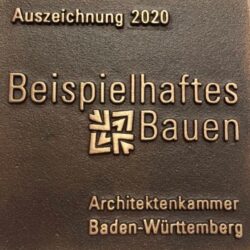 Auszeichnung 2020
Beispielhaftes
Bauen
Architektenkammer
Baden-Württemberg